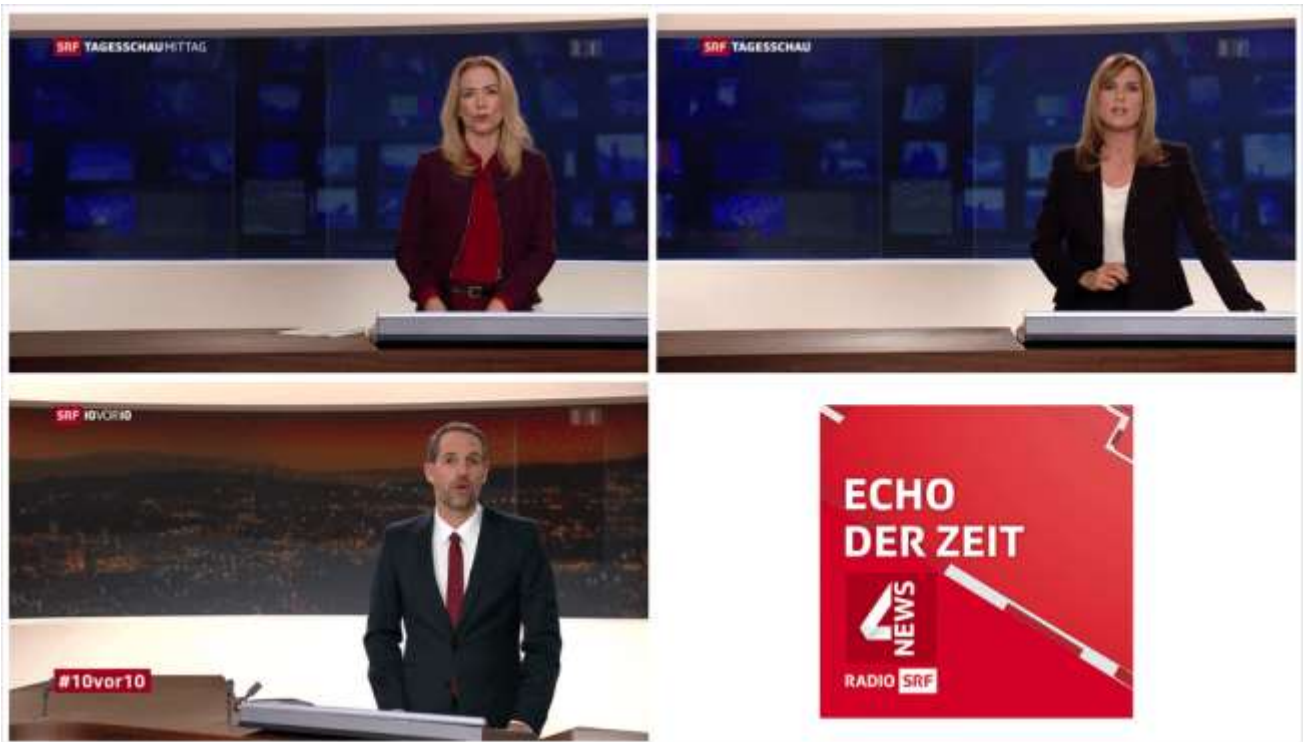 SRF TAGESSCHAU MITTAG
SRF TAGESSCHAU
SRF 10VOR10
#10vor10
ECHO
DER ZEIT
4 NEWS
RADIO SRF